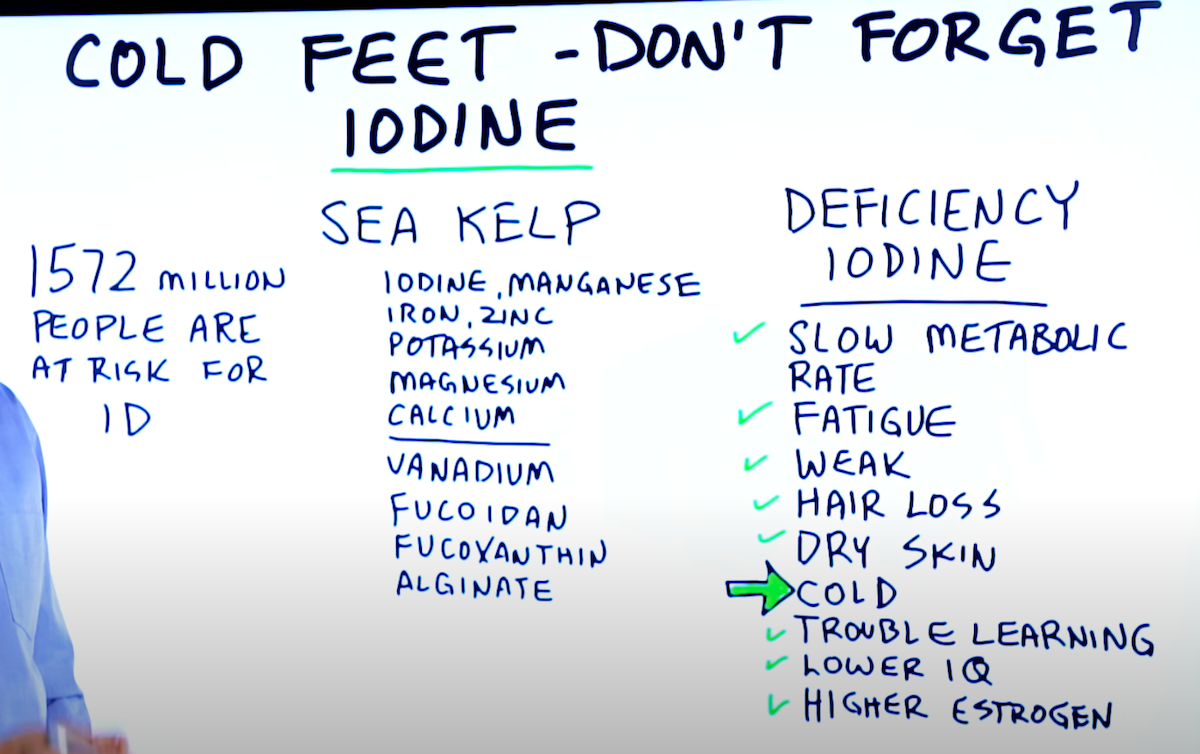 COLD FEET - DON'T FORGET
IODINE
1572 MILLION
PEOPLE ARE
AT RISK FOR
ID
SEA KELP
IODINE, MANGANESE
IRON, ZINC
POTASSIUM
MAGNESIUM
CALCIUM
VANADIUM
FUCOIDAN
FUCOXANTHIN
ALGINATE
DEFICIENCY
IODINE
SLOW METABOLIC
RATE
FATIGUE
WEAK
HAIR LOSS
DRY SKIN
COLD
TROUBLE LEARNING
LOWER IQ
HIGHER ESTROGEN